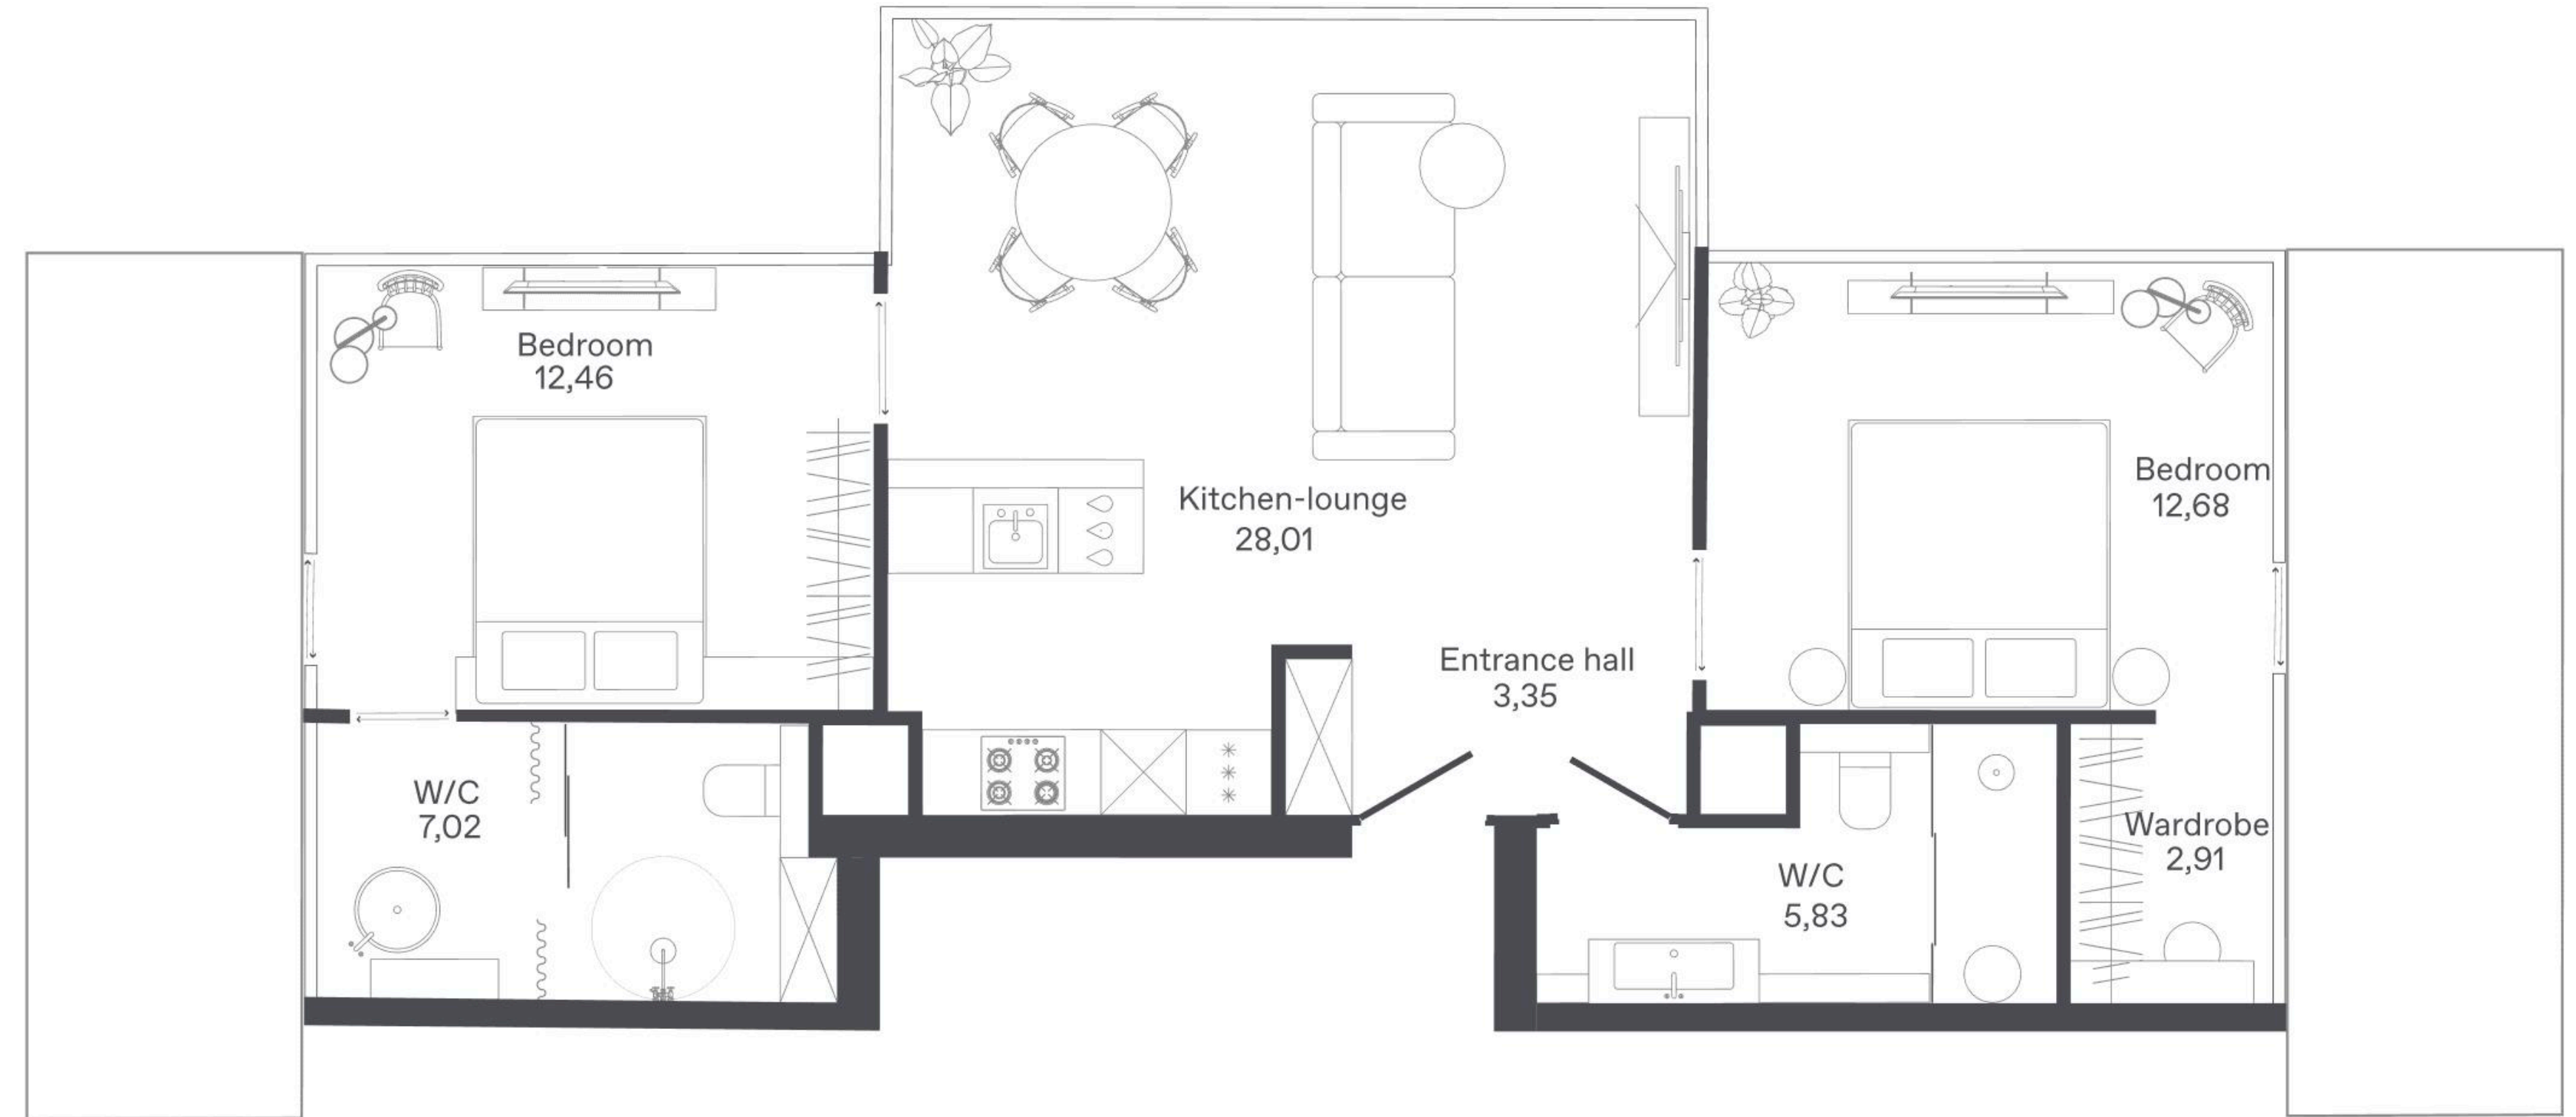 Bedroom
12,46
Kitchen-lounge
28,01
Bedroom
12,68
Entrance hall
3,35
W/C
7,02
W/C
5,83
Wardrobe
2,91